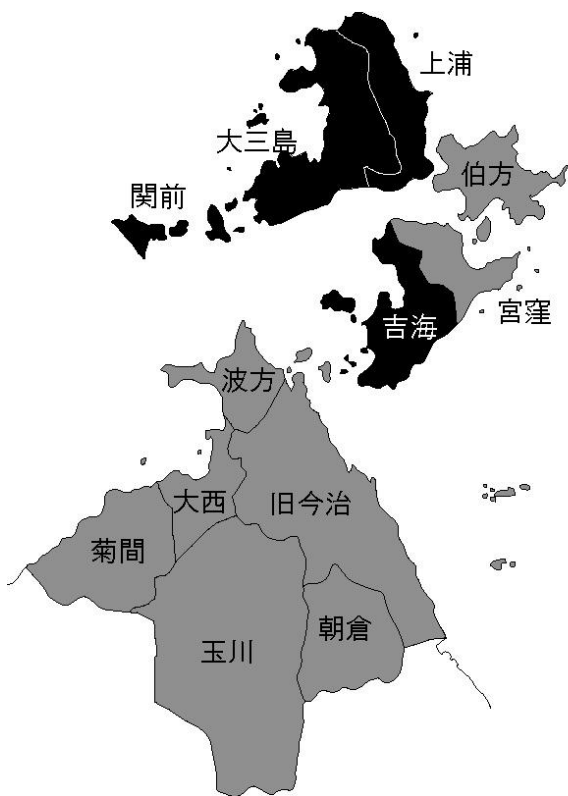 上浦
大三島
伯方
関前
宮窪
吉海
波方
大西
旧今治
菊間
朝倉
玉川